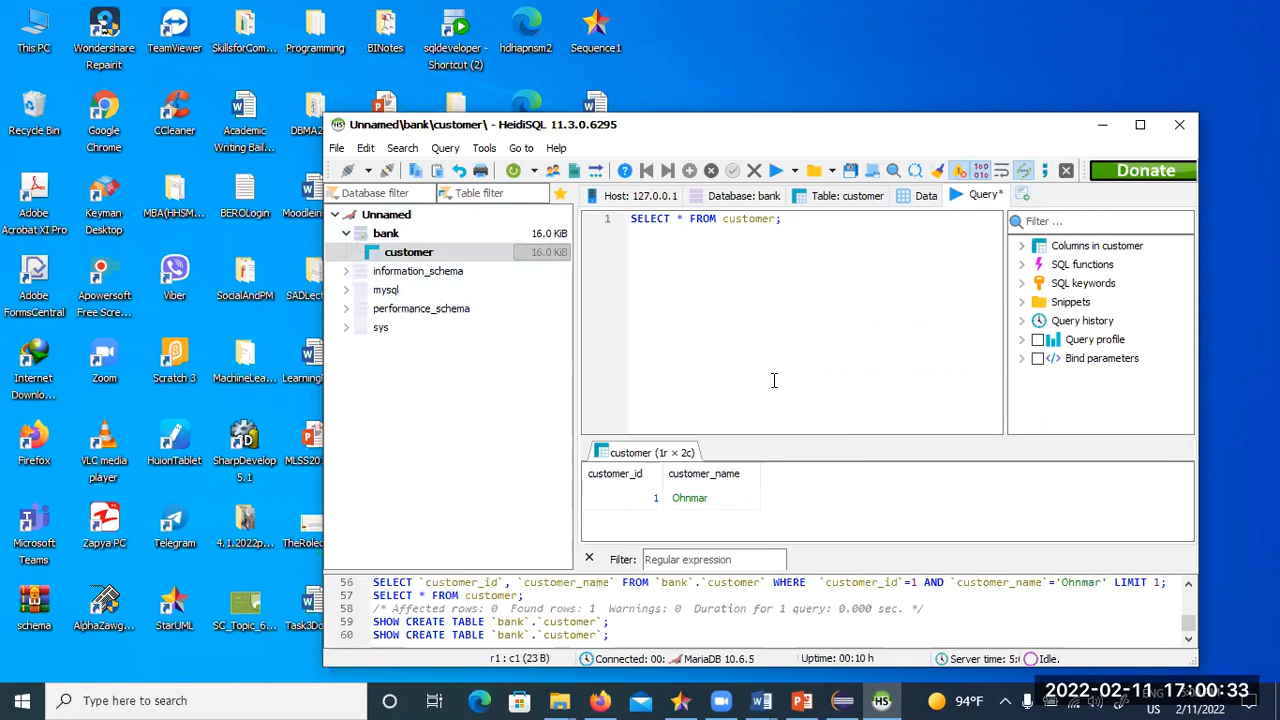 This PC
Wondershare Repairit
TeamViewer
SkillsforCom...
Programming
BINotes
sqldeveloper - Shortcut (2)
hdhapnsm2
Sequence1
Recycle Bin
Google Chrome
CCleaner
Academic Writing Bail...
DBMA2
Adobe Acrobat XI Pro
Keyman Desktop
MBA(HHSM...
BEROLogin
Moodlein
Adobe FormsCentral
Apowersoft Free Scre...
Viber
SocialAndPM
SADLect
Internet Downlo...
Zoom
Scratch 3
MachineLea...
Learning
Firefox
VLC media player
HuionTablet
SharpDevelop 5.1
MLSS20
Microsoft Teams
Zapya PC
Telegram
4.1.2022p...
TheRolec
schema
AlphaZawg...
StarUML
SC_Topic_6...
Task3Do
Unnamed\bank\customer\ - HeidiSQL 11.3.0.6295
File Edit Search Query Tools Go to Help
Donate
Database filter Table filter
Host: 127.0.0.1 Database: bank Table: customer Data Query*
Unnamed
bank 16.0 KiB
customer 16.0 KiB
information_schema
mysql
performance_schema
sys
1 SELECT * FROM customer;
Filter ...
Columns in customer
SQL functions
SQL keywords
Snippets
Query history
Query profile
Bind parameters
customer (1r × 2c)
customer_id customer_name
1 Ohnmar
Filter: Regular expression
56 SELECT `customer_id`, `customer_name` FROM `bank`.`customer` WHERE `customer_id`=1 AND `customer_name`='Ohnmar' LIMIT 1;
57 SELECT * FROM customer;
58 /* Affected rows: 0 Found rows: 1 Warnings: 0 Duration for 1 query: 0.000 sec. */
59 SHOW CREATE TABLE `bank`.`customer`;
60 SHOW CREATE TABLE `bank`.`customer`;
r1 : c1 (23 B) Connected: 00: MariaDB 10.6.5 Uptime: 00:10 h Server time: 5: Idle.
Type here to search
94°F
2022-02-11 17:00:33
US 2/11/2022